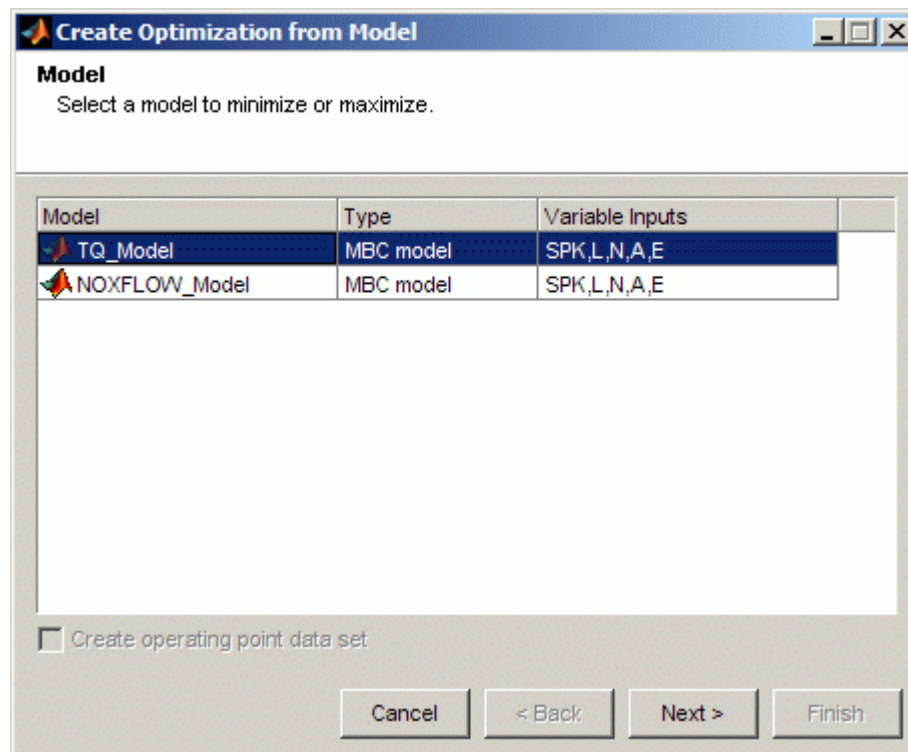 Create Optimization from Model
Model
Select a model to minimize or maximize.
Model Type Variable Inputs
TQ_Model MBC model SPK,L,N,A,E
NOXFLOW_Model MBC model SPK,L,N,A,E
Create operating point data set
Cancel < Back Next > Finish